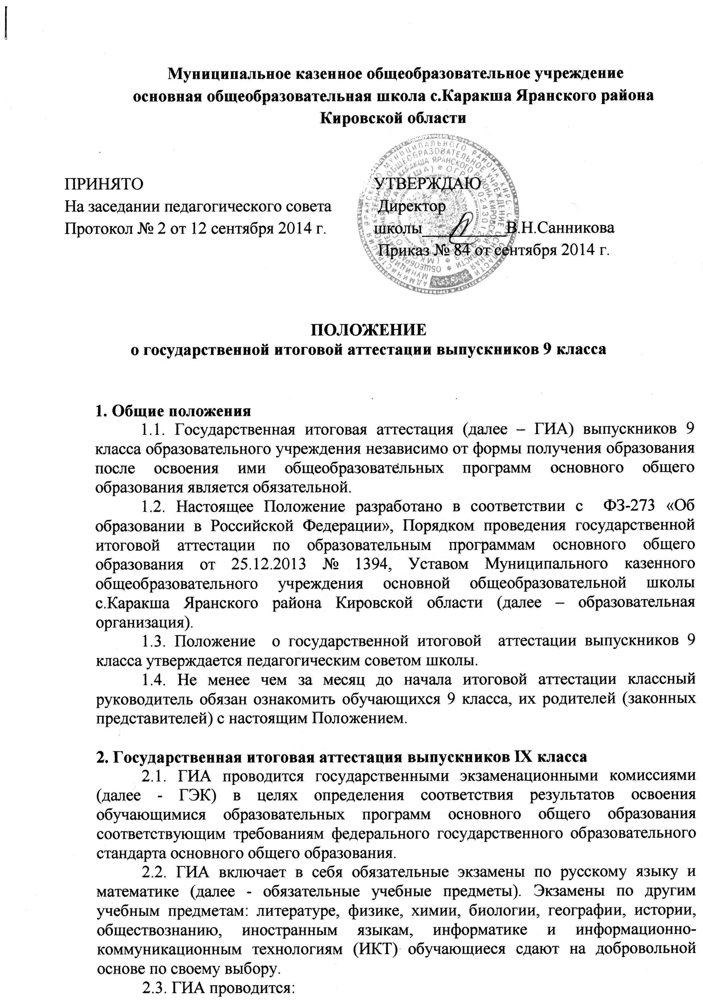 Муниципальное казенное общеобразовательное учреждение
основная общеобразовательная школа с.Каракша Яранского района
Кировской области
ПРИНЯТО
На заседании педагогического совета
Протокол № 2 от 12 сентября 2014 г.
УТВЕРЖДАЮ
Директор
школы__________В.Н.Санникова
Приказ № 84 от сентября 2014 г.
ПОЛОЖЕНИЕ
о государственной итоговой аттестации выпускников 9 класса
1. Общие положения
1.1. Государственная итоговая аттестация (далее – ГИА) выпускников 9
класса образовательного учреждения независимо от формы получения образования
после освоения ими общеобразовательных программ основного общего
образования является обязательной.
1.2. Настоящее Положение разработано в соответствии с ФЗ-273 «Об
образовании в Российской Федерации», Порядком проведения государственной
итоговой аттестации по образовательным программам основного общего
образования от 25.12.2013 № 1394, Уставом Муниципального казенного
общеобразовательного учреждения основной общеобразовательной школы
с.Каракша Яранского района Кировской области (далее – образовательная
организация).
1.3. Положение о государственной итоговой аттестации выпускников 9
класса утверждается педагогическим советом школы.
1.4. Не менее чем за месяц до начала итоговой аттестации классный
руководитель обязан ознакомить обучающихся 9 класса, их родителей (законных
представителей) с настоящим Положением.
2. Государственная итоговая аттестация выпускников IX класса
2.1. ГИА проводится государственными экзаменационными комиссиями
(далее - ГЭК) в целях определения соответствия результатов освоения
обучающимися образовательных программ основного общего образования
соответствующим требованиям федерального государственного образовательного
стандарта основного общего образования.
2.2. ГИА включает в себя обязательные экзамены по русскому языку и
математике (далее - обязательные учебные предметы). Экзамены по другим
учебным предметам: литературе, физике, химии, биологии, географии, истории,
обществознанию, иностранным языкам, информатике и информационно-
коммуникационным технологиям (ИКТ) обучающиеся сдают на добровольной
основе по своему выбору.
2.3. ГИА проводится: